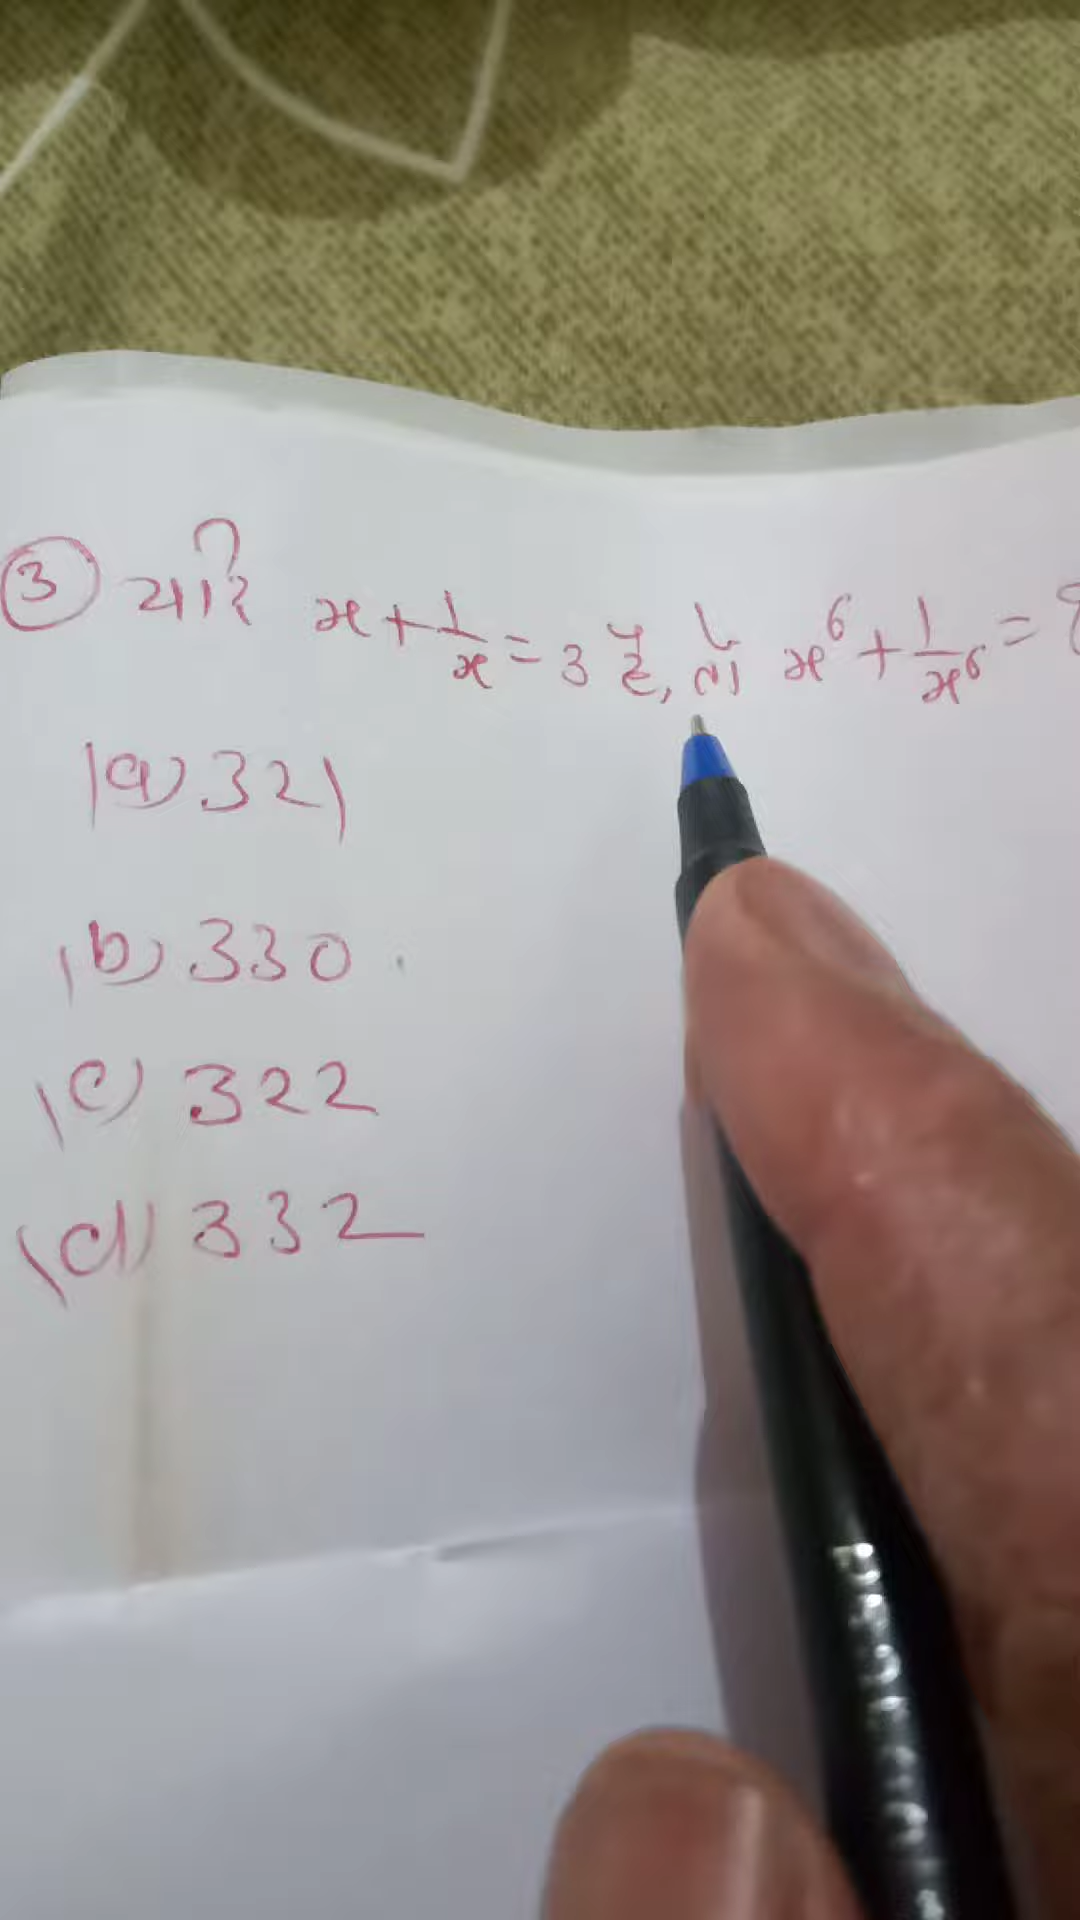 ③ यदि x + 1/x = 3 है, तो x⁶ + 1/x⁶ =
(a) 321
(b) 330
(c) 322
(d) 332